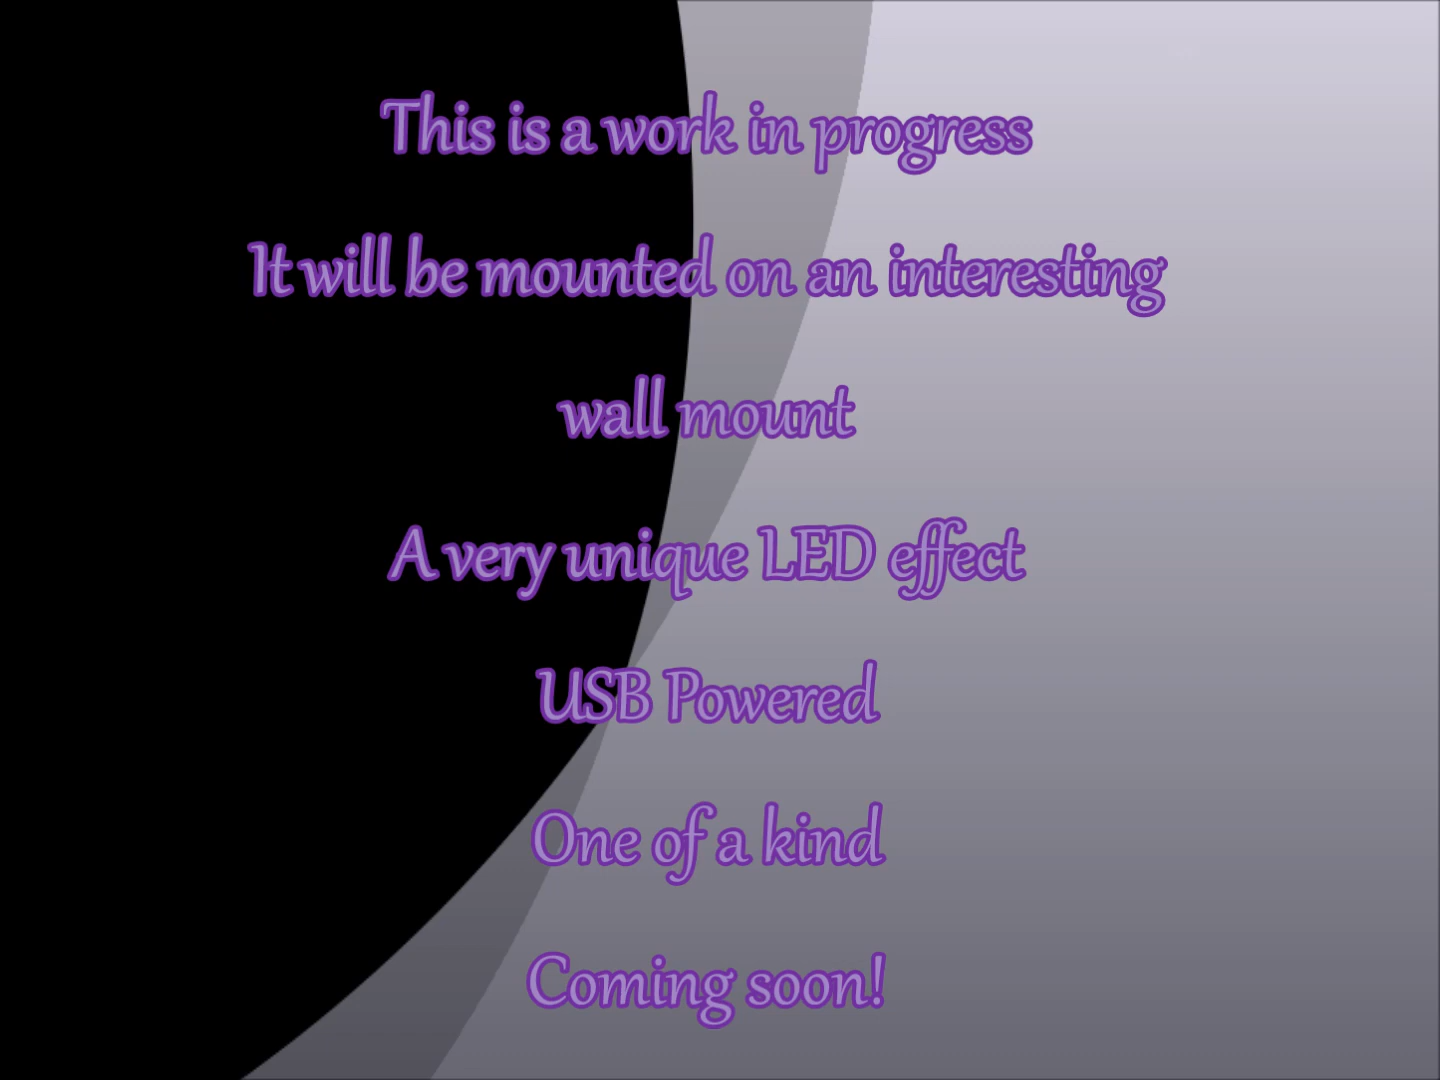 This is a work in progress
It will be mounted on an interesting
wall mount
A very unique LED effect
USB Powered
One of a kind
Coming soon!